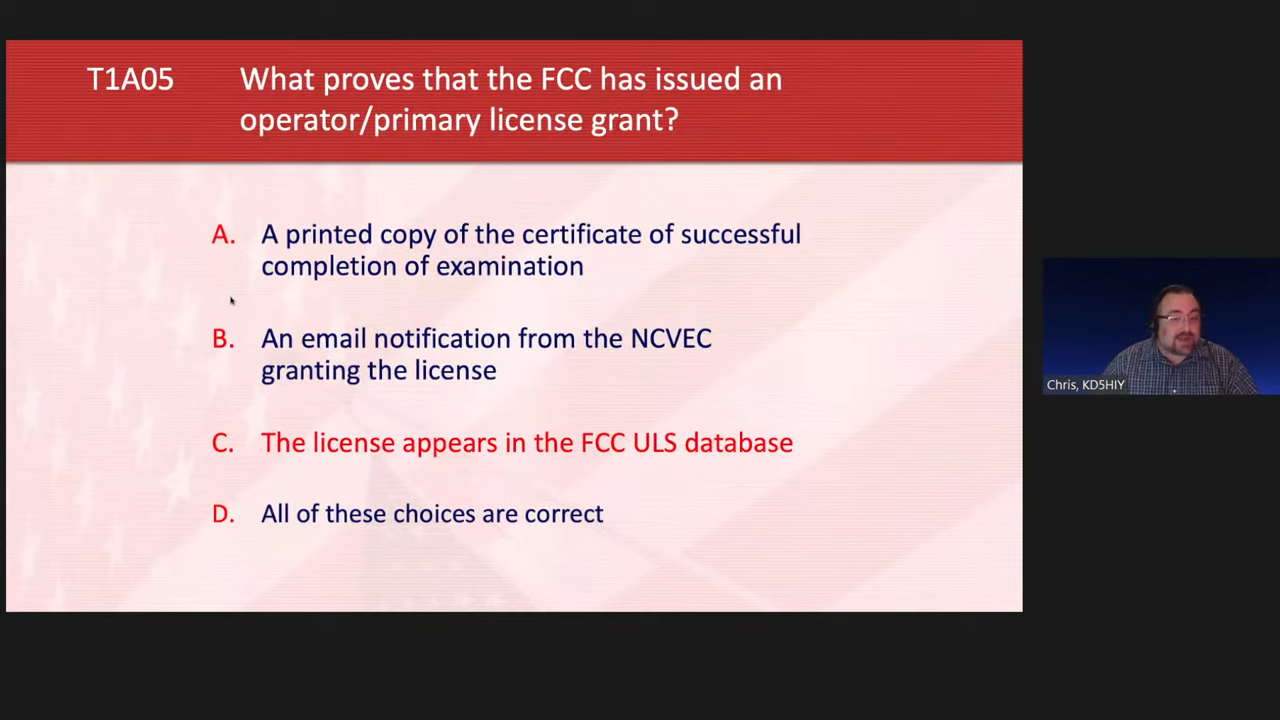 T1A05 What proves that the FCC has issued an
operator/primary license grant?
A. A printed copy of the certificate of successful
completion of examination
B. An email notification from the NCVEC
granting the license
C. The license appears in the FCC ULS database
D. All of these choices are correct
Chris, KD5HIY